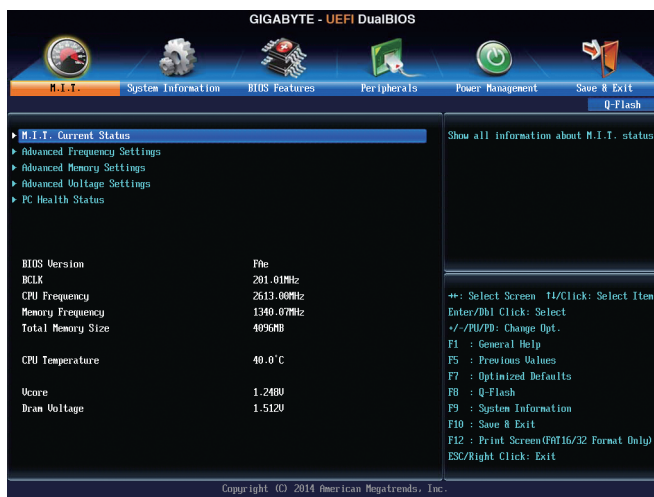 GIGABYTE - UEFI DualBIOS
M.I.T.
System Information
BIOS Features
Peripherals
Power Management
Save & Exit
Q-Flash
M.I.T. Current Status
Advanced Frequency Settings
Advanced Memory Settings
Advanced Voltage Settings
PC Health Status
BIOS Version FAe
BCLK 201.01MHz
CPU Frequency 2613.00MHz
Memory Frequency 1340.07MHz
Total Memory Size 4096MB
CPU Temperature 40.0°C
Vcore 1.248V
Dram Voltage 1.512V
Show all information about M.I.T. status
→←: Select Screen ↑↓/Click: Select Item
Enter/Dbl Click: Select
+/-/PU/PD: Change Opt.
F1 : General Help
F5 : Previous Values
F7 : Optimized Defaults
F8 : Q-Flash
F9 : System Information
F10 : Save & Exit
F12 : Print Screen(FAT16/32 Format Only)
ESC/Right Click: Exit
Copyright (C) 2014 American Megatrends, Inc.